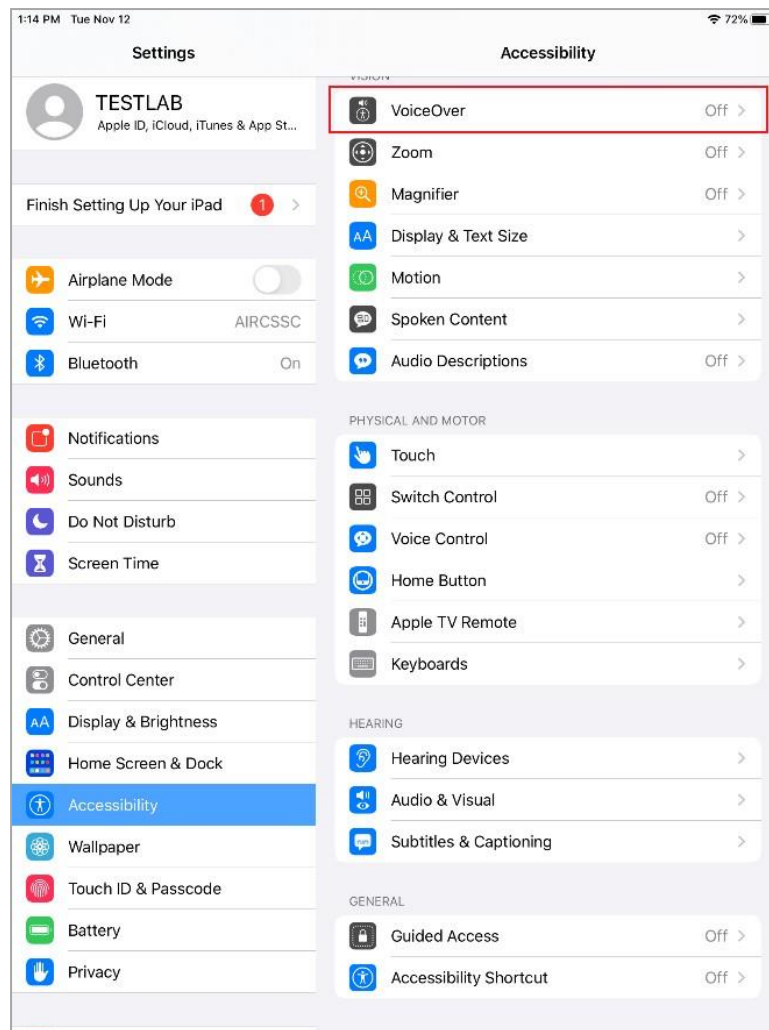 1:14 PM Tue Nov 12
72%
Settings
TESTLAB
Apple ID, iCloud, iTunes & App St...
Finish Setting Up Your iPad 1
Airplane Mode
Wi-Fi AIRCSSC
Bluetooth On
Notifications
Sounds
Do Not Disturb
Screen Time
General
Control Center
Display & Brightness
Home Screen & Dock
Accessibility
Wallpaper
Touch ID & Passcode
Battery
Privacy
Accessibility
VISION
VoiceOver Off
Zoom Off
Magnifier Off
Display & Text Size
Motion
Spoken Content
Audio Descriptions Off
PHYSICAL AND MOTOR
Touch
Switch Control Off
Voice Control Off
Home Button
Apple TV Remote
Keyboards
HEARING
Hearing Devices
Audio & Visual
Subtitles & Captioning
GENERAL
Guided Access Off
Accessibility Shortcut Off